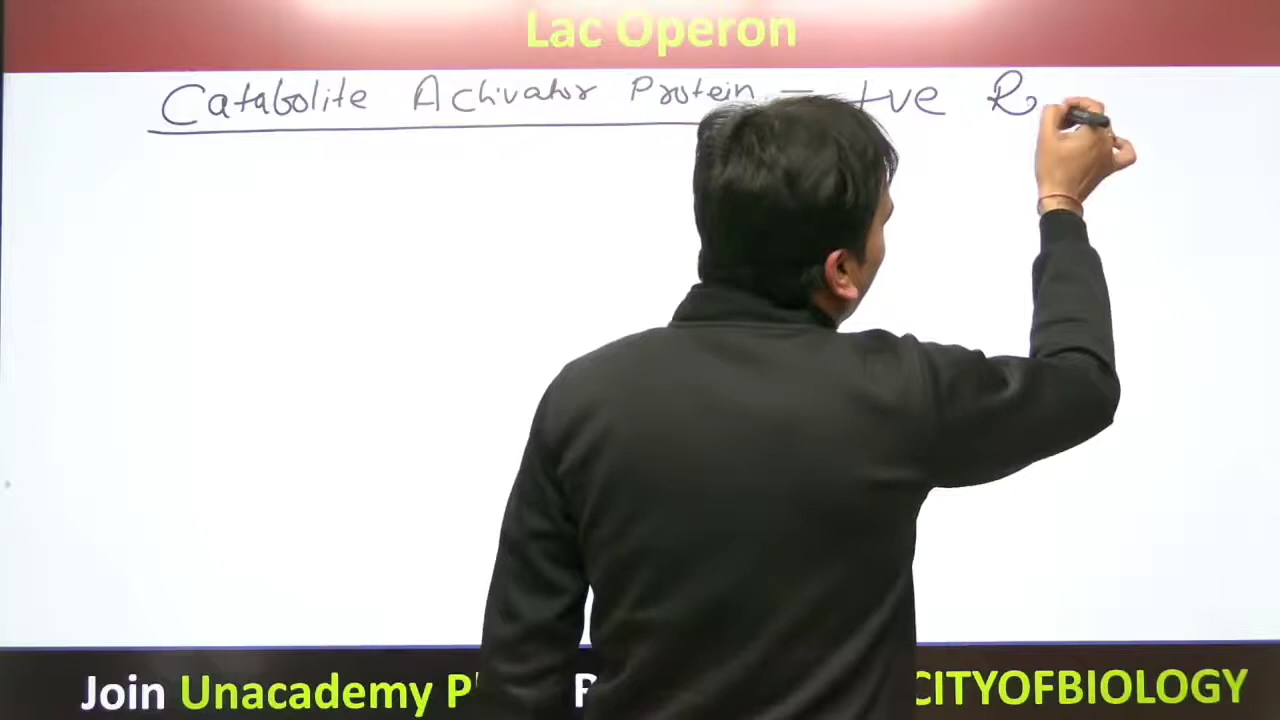 Lac Operon
Catabolite Activator Protein - +ve R
Join Unacademy P CITYOFBIOLOGY